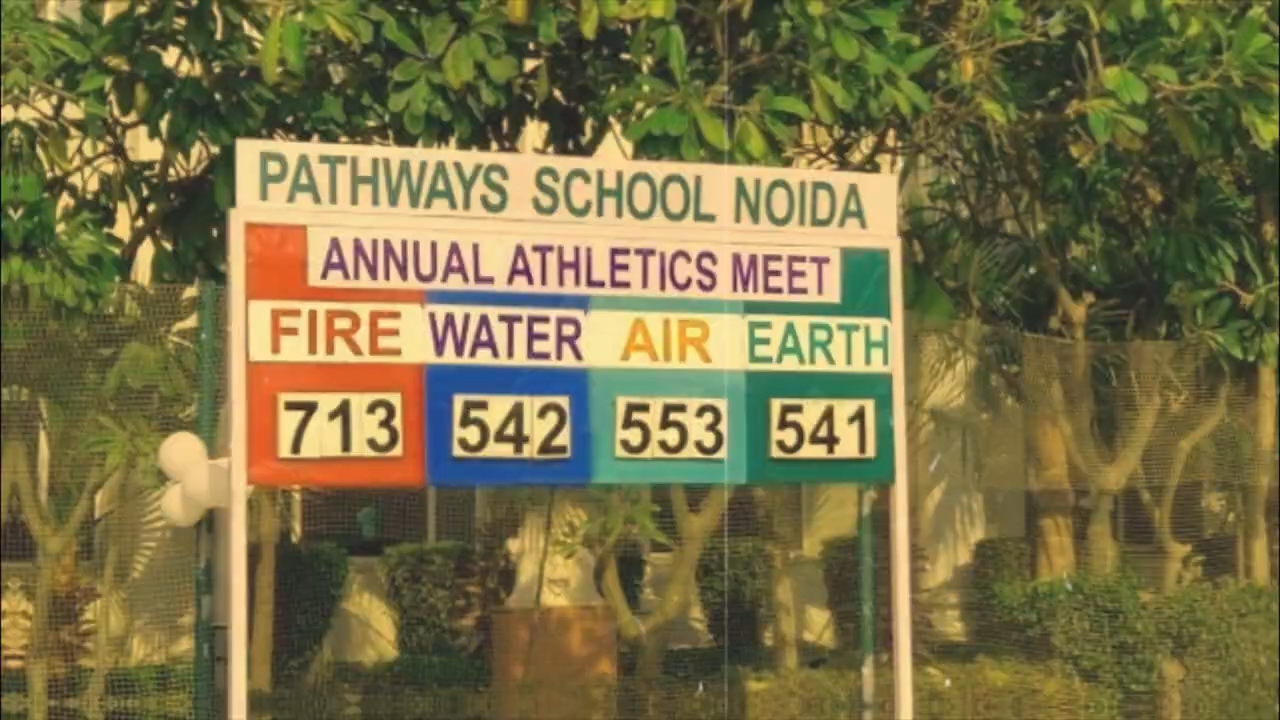 PATHWAYS SCHOOL NOIDA
ANNUAL ATHLETICS MEET
FIRE WATER AIR EARTH
713 542 553 541